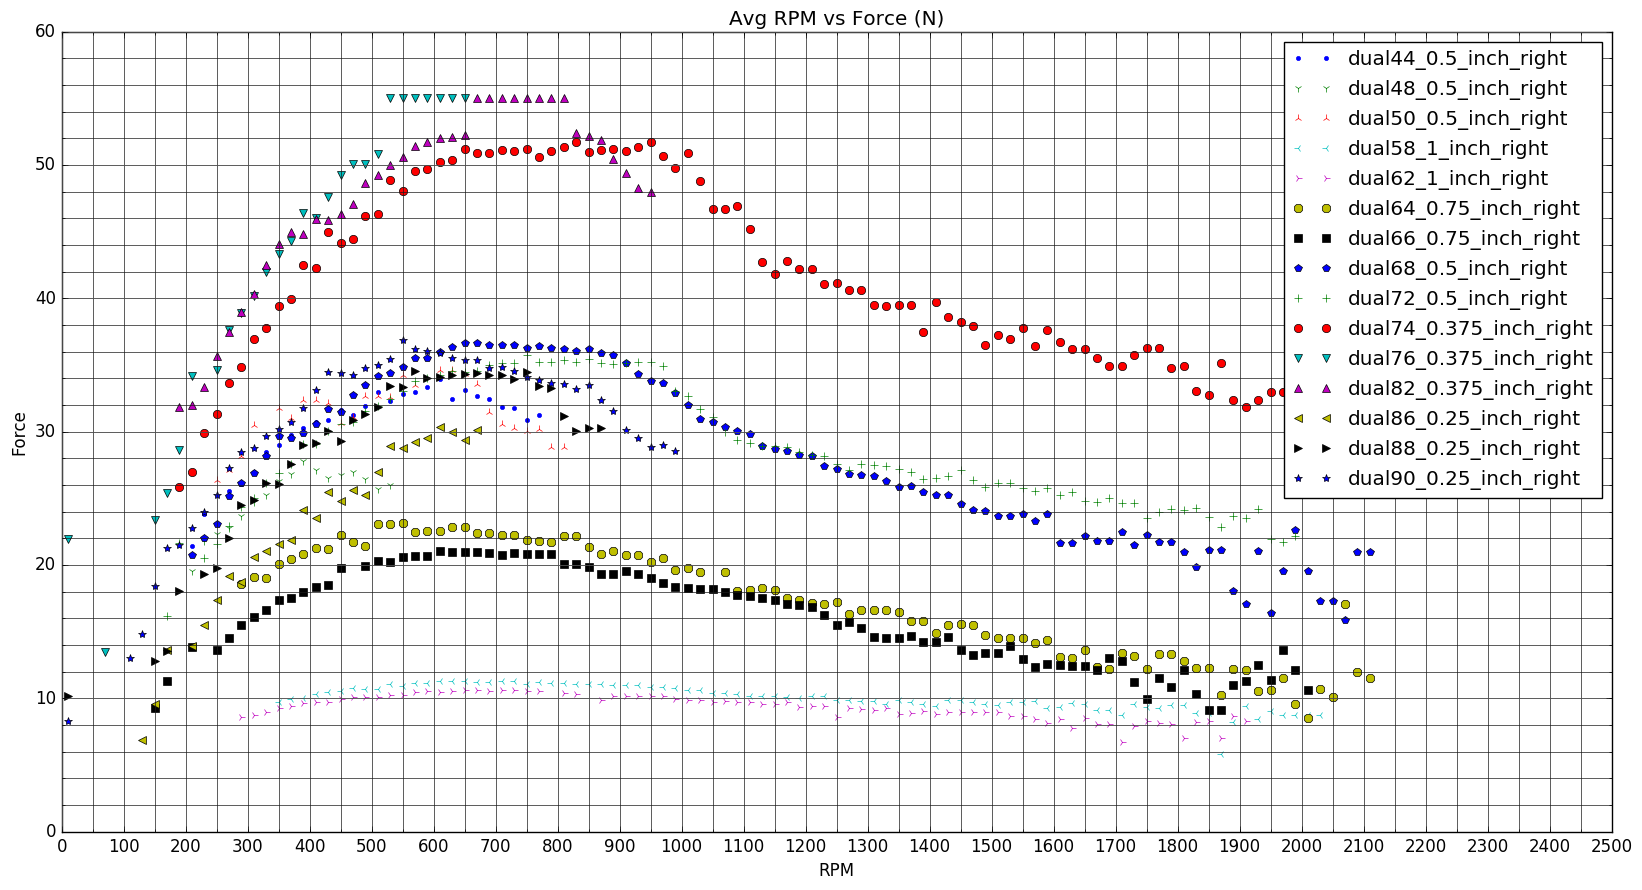 Avg RPM vs Force (N)
60
50
40
30
20
10
0
Force
dual44_0.5_inch_right
dual48_0.5_inch_right
dual50_0.5_inch_right
dual58_1_inch_right
dual62_1_inch_right
dual64_0.75_inch_right
dual66_0.75_inch_right
dual68_0.5_inch_right
dual72_0.5_inch_right
dual74_0.375_inch_right
dual76_0.375_inch_right
dual82_0.375_inch_right
dual86_0.25_inch_right
dual88_0.25_inch_right
dual90_0.25_inch_right
0 100 200 300 400 500 600 700 800 900 1000 1100 1200 1300 1400 1500 1600 1700 1800 1900 2000 2100 2200 2300 2400 2500
RPM